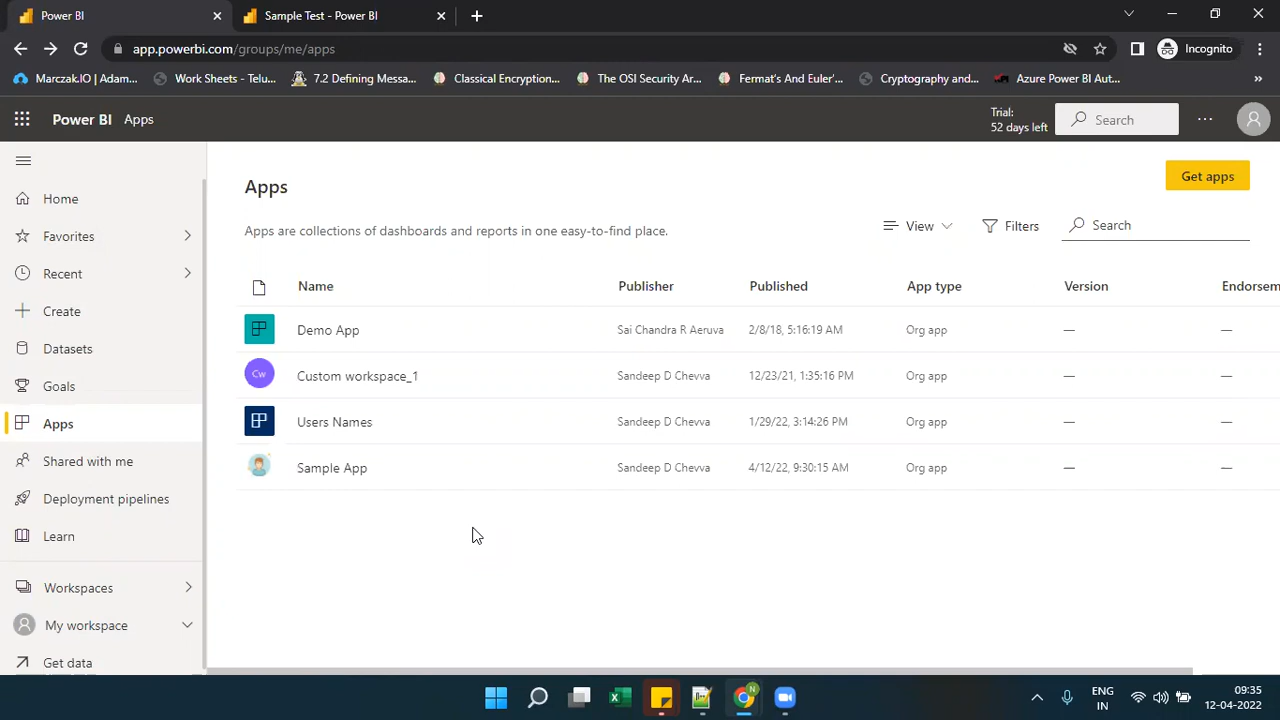 Power BI
Sample Test - Power BI
app.powerbi.com/groups/me/apps
Incognito
Marczak.IO | Adam...
Work Sheets - Telu...
7.2 Defining Messa...
Classical Encryption...
The OSI Security Ar...
Fermat's And Euler'...
Cryptography and...
Azure Power BI Aut...
Power BI Apps
Trial:
52 days left
Search
Home
Favorites
Recent
Create
Datasets
Goals
Apps
Shared with me
Deployment pipelines
Learn
Workspaces
My workspace
Get data
Apps
Get apps
Apps are collections of dashboards and reports in one easy-to-find place.
View
Filters
Search
Name Publisher Published App type Version Endorsem
Demo App Sai Chandra R Aeruva 2/8/18, 5:16:19 AM Org app — —
Cw Custom workspace_1 Sandeep D Chevva 12/23/21, 1:35:16 PM Org app — —
Users Names Sandeep D Chevva 1/29/22, 3:14:26 PM Org app — —
Sample App Sandeep D Chevva 4/12/22, 9:30:15 AM Org app — —
N
ENG
IN
09:35
12-04-2022